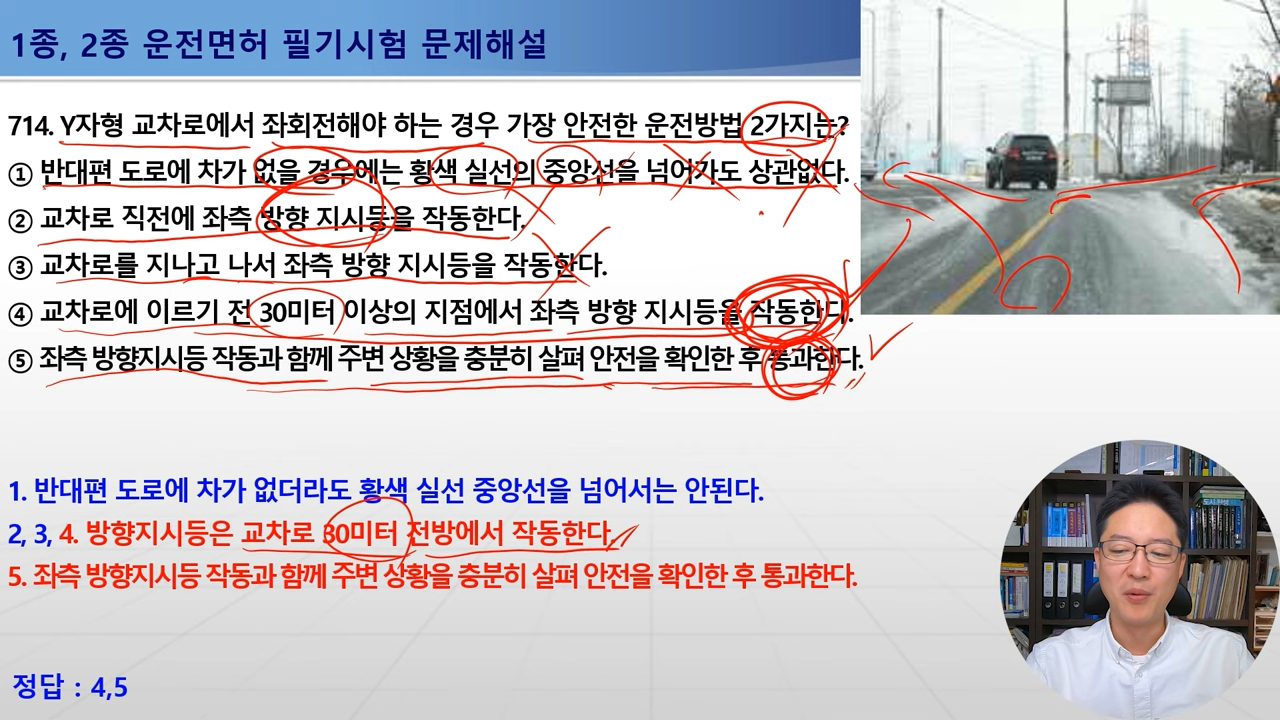 1종, 2종 운전면허 필기시험 문제해설
714. Y자형 교차로에서 좌회전해야 하는 경우 가장 안전한 운전방법 2가지는?
① 반대편 도로에 차가 없을 경우에는 황색 실선의 중앙선을 넘어가도 상관없다.
② 교차로 직전에 좌측 방향 지시등을 작동한다.
③ 교차로를 지나고 나서 좌측 방향 지시등을 작동한다.
④ 교차로에 이르기 전 30미터 이상의 지점에서 좌측 방향 지시등을 작동한다.
⑤ 좌측 방향지시등 작동과 함께 주변 상황을 충분히 살펴 안전을 확인한 후 통과한다.
1. 반대편 도로에 차가 없더라도 황색 실선 중앙선을 넘어서는 안된다.
2, 3, 4. 방향지시등은 교차로 30미터 전방에서 작동한다.
5. 좌측 방향지시등 작동과 함께 주변 상황을 충분히 살펴 안전을 확인한 후 통과한다.
정답 : 4,5